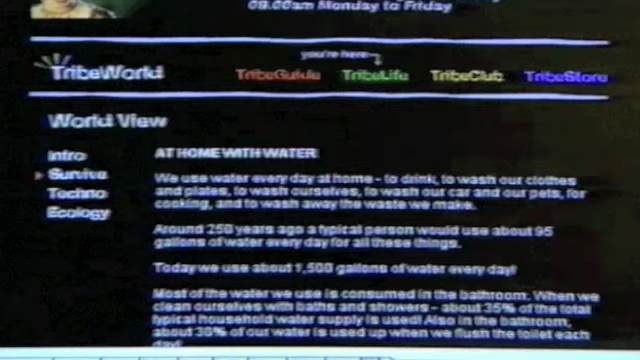 09.00am Monday to Friday
you're here
TribeWorld
TribeGuide TribeLife TribeClub TribeStore
World View
Intro
Survive
Techno
Ecology
AT HOME WITH WATER
We use water every day at home - to drink, to wash our clothes
and plates, to wash ourselves, to wash our car and our pets, for
cooking, and to wash away the waste we make.
Around 250 years ago a typical person would use about 95
gallons of water every day for all these things.
Today we use about 1,500 gallons of water every day!
Most of the water we use is consumed in the bathroom. When we
clean ourselves with baths and showers - about 35% of the total
typical household water supply is used! Also in the bathroom,
about 30% of our water is used up when we flush the toilet each
day!